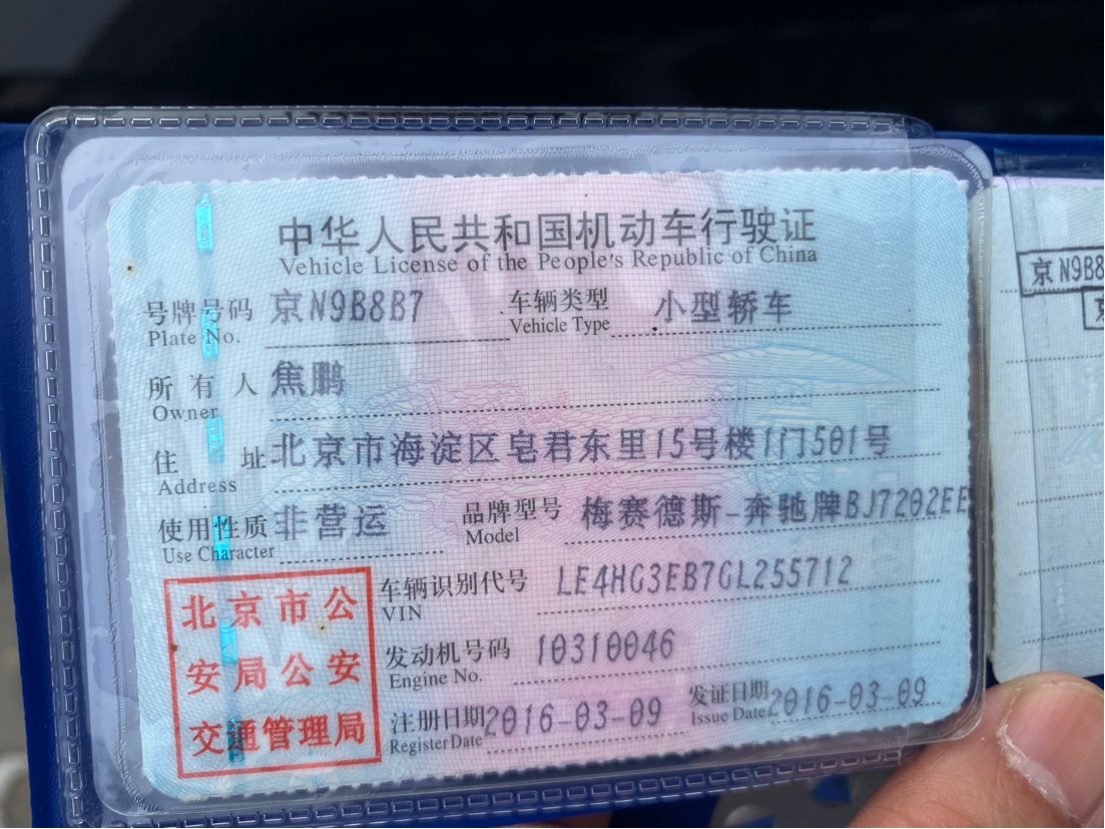 中华人民共和国机动车行驶证
Vehicle License of the People's Republic of China
号牌号码 京N9B8B7 车辆类型 小型轿车
Plate No. Vehicle Type
所有人 焦鹏
Owner
住址 北京市海淀区皂君东里15号楼1门501号
Address
使用性质 非营运 品牌型号 梅赛德斯-奔驰牌BJ7202EE
Use Character Model
车辆识别代号 LE4HG3EB7GL255712
VIN
发动机号码 10310046
Engine No.
注册日期 2016-03-09 发证日期 2016-03-09
Register Date Issue Date
北京市公
安局公安
交通管理局
京N9B8